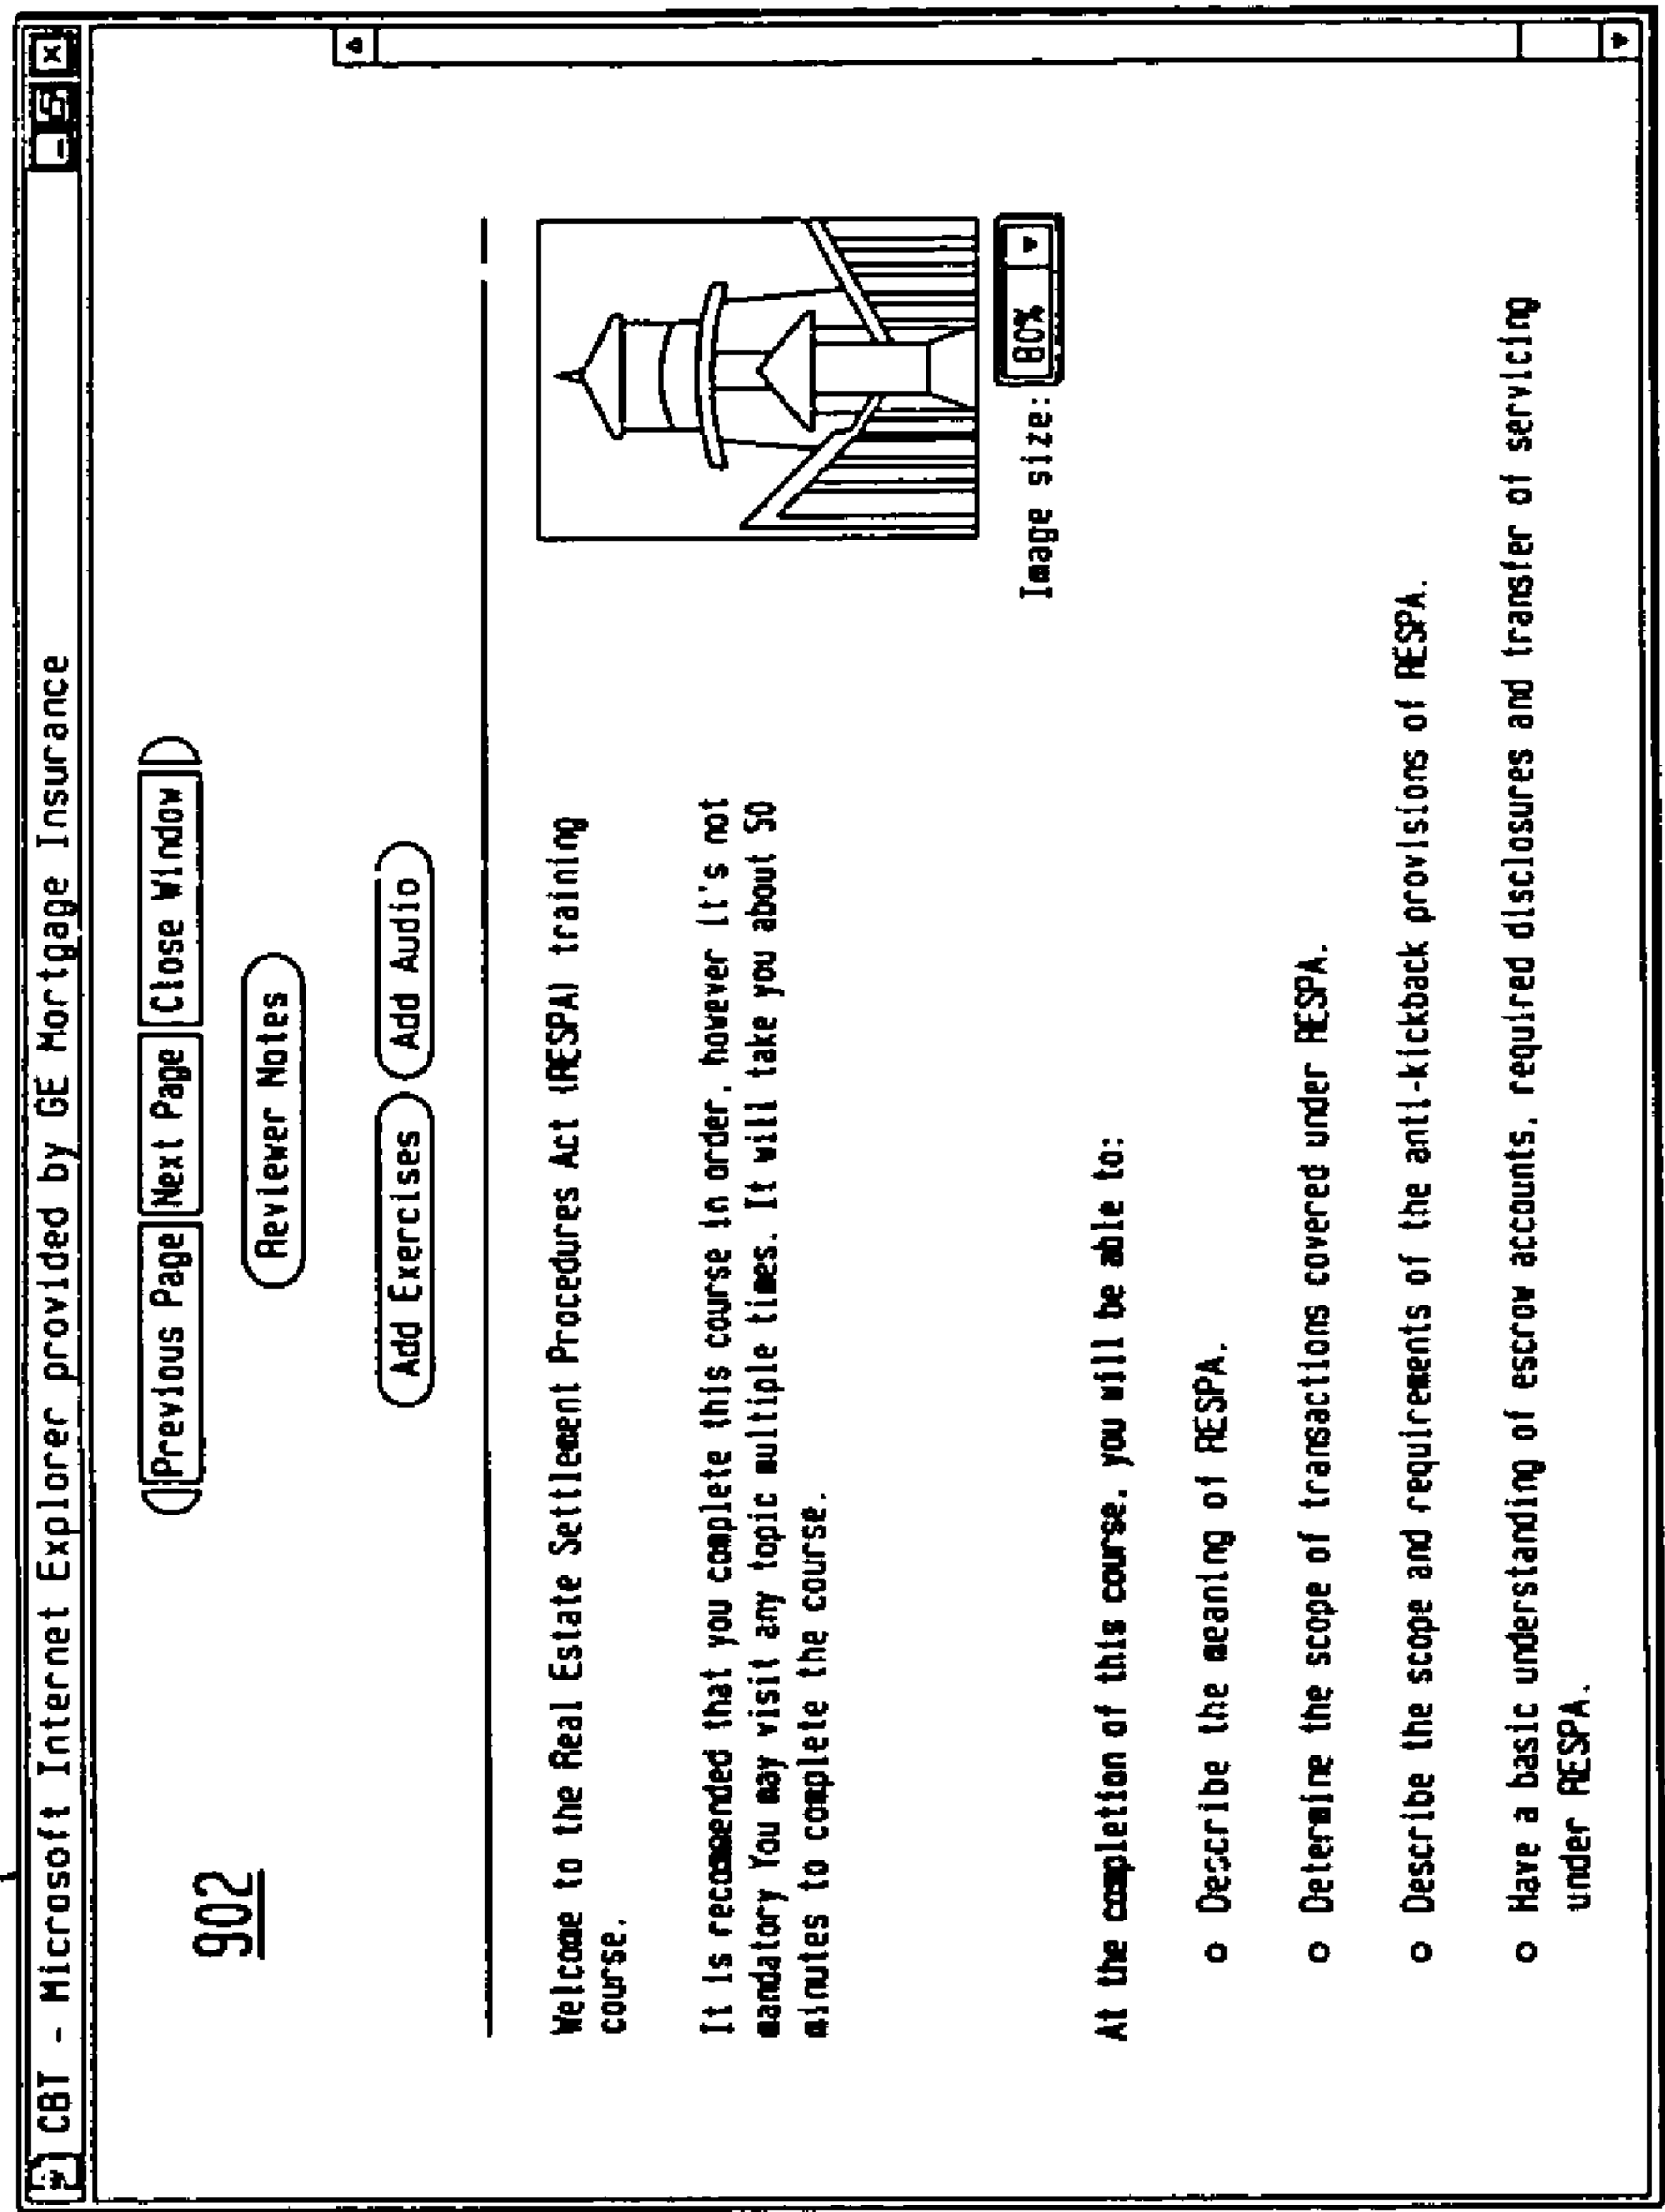 CBT - Microsoft Internet Explorer provided by GE Mortgage Insurance
902
Previous Page Next Page Close Window
Reviewer Notes
Add Exercises Add Audio
Welcome to the Real Estate Settlement Procedures Act (RESPA) training
course.
It is recommended that you complete this course in order, however it's not
mandatory You may visit any topic multiple times. It will take you about 50
minutes to complete the course.
Image size: 80%
At the completion of this course, you will be able to:
o Describe the meaning of RESPA.
o Determine the scope of transactions covered under RESPA.
o Describe the scope and requirements of the anti-kickback provisions of RESPA.
o Have a basic understanding of escrow accounts, required disclosures and transfer of servicing
under RESPA.